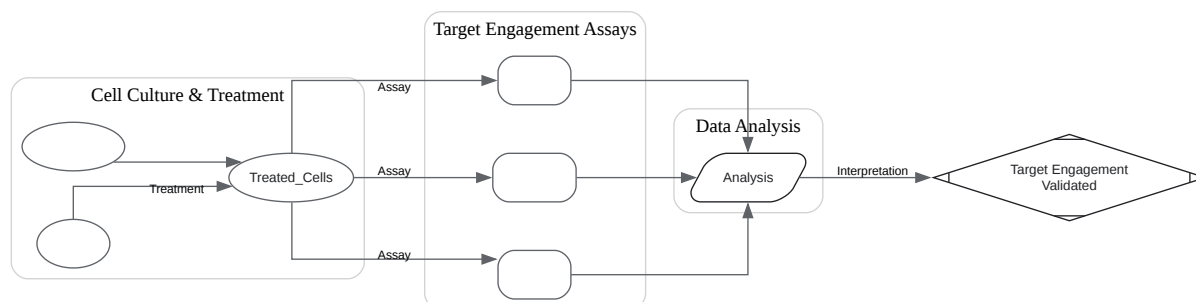 Target Engagement Assays
Cell Culture & Treatment
Assay
Data Analysis
Treatment
Treated_Cells
Assay
Analysis
Interpretation
Target Engagement
Validated
Assay